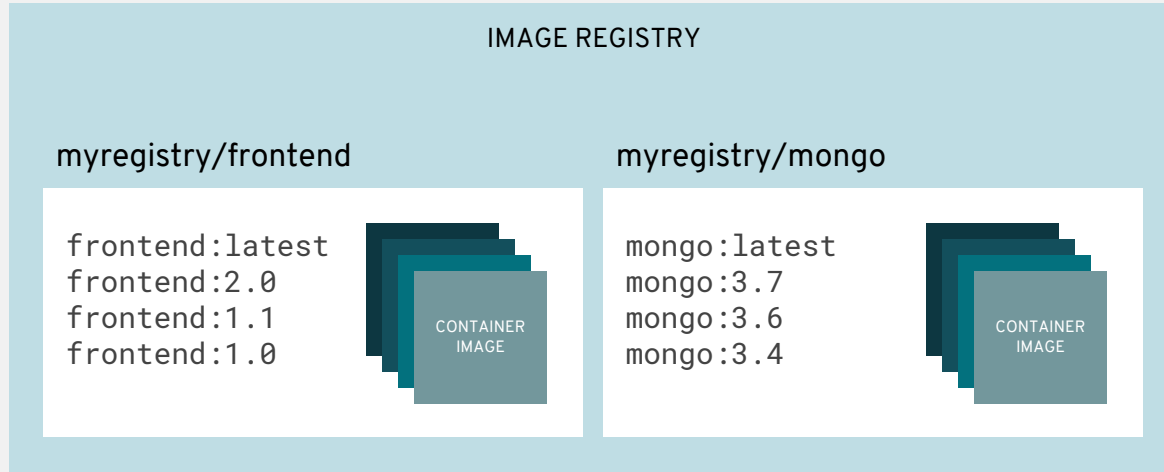 IMAGE REGISTRY
myregistry/frontend
frontend:latest
frontend:2.0
frontend:1.1
frontend:1.0
CONTAINER
IMAGE
myregistry/mongo
mongo:latest
mongo:3.7
mongo:3.6
mongo:3.4
CONTAINER
IMAGE